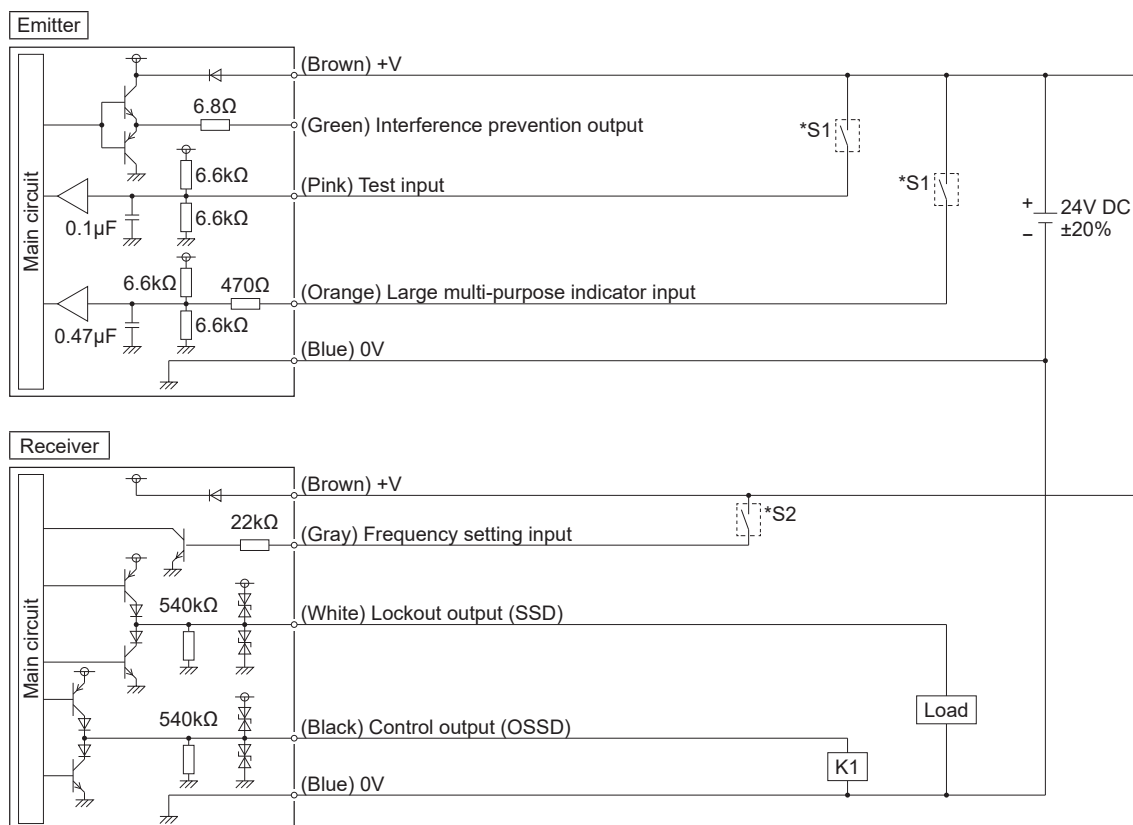 Emitter
Main circuit
(Brown) +V
6.8Ω
(Green) Interference prevention output
*S1
6.6kΩ
(Pink) Test input
*S1
0.1μF
6.6kΩ
+
24V DC
−
±20%
6.6kΩ
470Ω
(Orange) Large multi-purpose indicator input
0.47μF
6.6kΩ
(Blue) 0V
Receiver
Main circuit
(Brown) +V
*S2
22kΩ
(Gray) Frequency setting input
540kΩ
(White) Lockout output (SSD)
Load
540kΩ
(Black) Control output (OSSD)
K1
(Blue) 0V